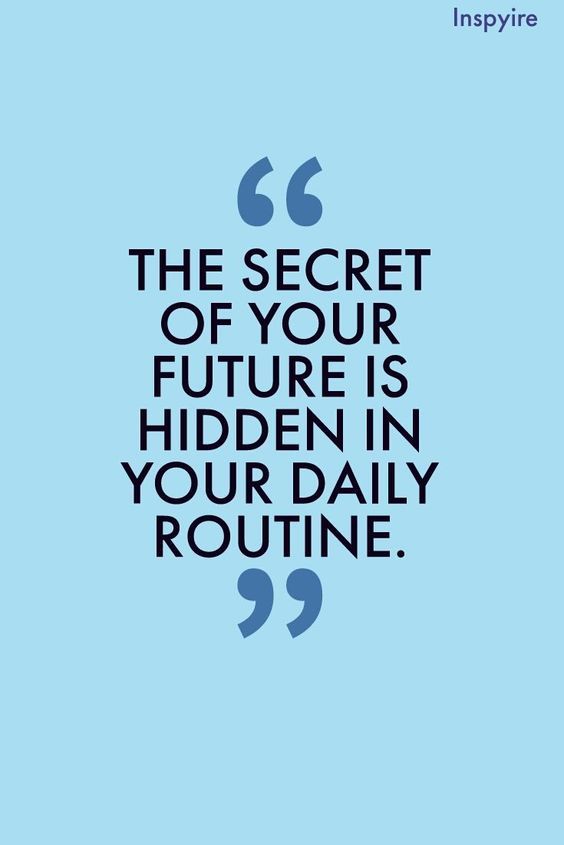 Inspyire
“
THE SECRET
OF YOUR
FUTURE IS
HIDDEN IN
YOUR DAILY
ROUTINE.
”